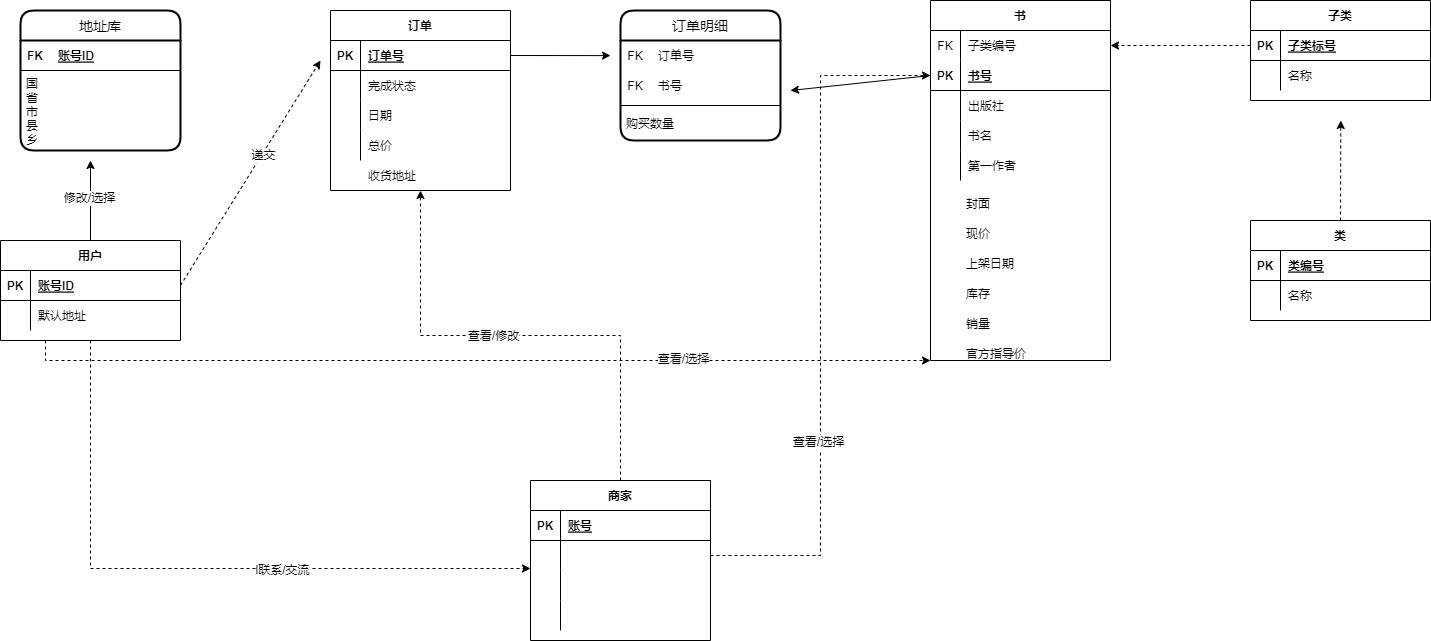 地址库
FK 账号ID
国
省
市
县
乡
修改/选择
用户
PK 账号ID
默认地址
递交
订单
PK 订单号
完成状态
日期
总价
收货地址
订单明细
FK 订单号
FK 书号
购买数量
书
FK 子类编号
PK 书号
出版社
书名
第一作者
封面
现价
上架日期
库存
销量
官方指导价
子类
PK 子类标号
名称
类
PK 类编号
名称
查看/修改
查看/选择
查看/选择
l联系/交流
商家
PK 账号